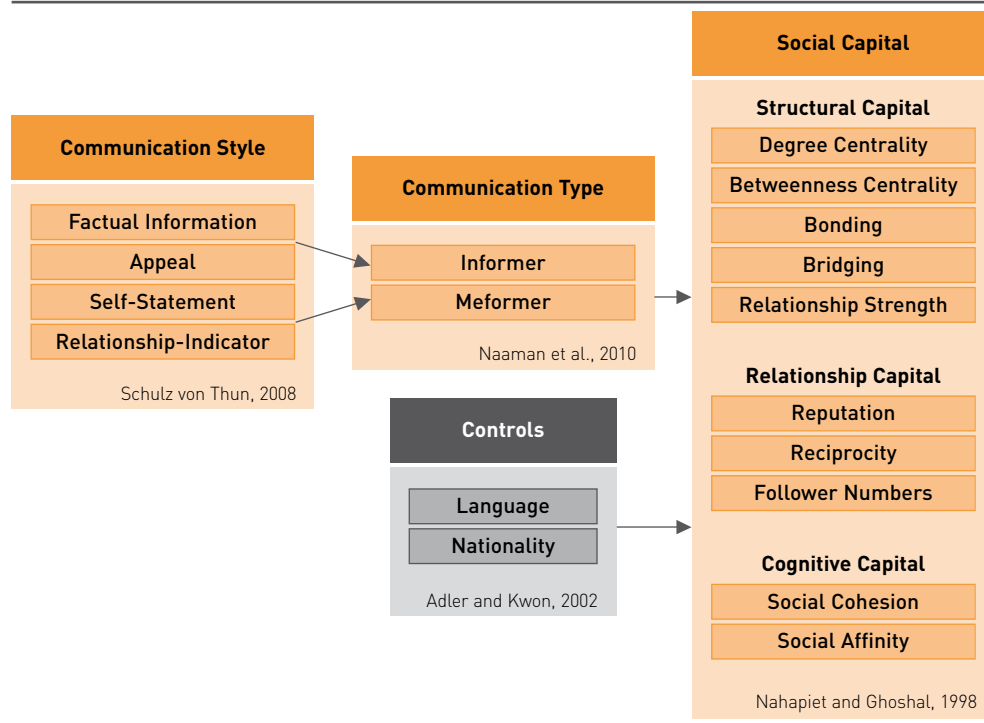 Communication Style
Factual Information
Appeal
Self-Statement
Relationship-Indicator
Schulz von Thun, 2008
Communication Type
Informer
Meformer
Naaman et al., 2010
Controls
Language
Nationality
Adler and Kwon, 2002
Social Capital
Structural Capital
Degree Centrality
Betweenness Centrality
Bonding
Bridging
Relationship Strength
Relationship Capital
Reputation
Reciprocity
Follower Numbers
Cognitive Capital
Social Cohesion
Social Affinity
Nahapiet and Ghoshal, 1998